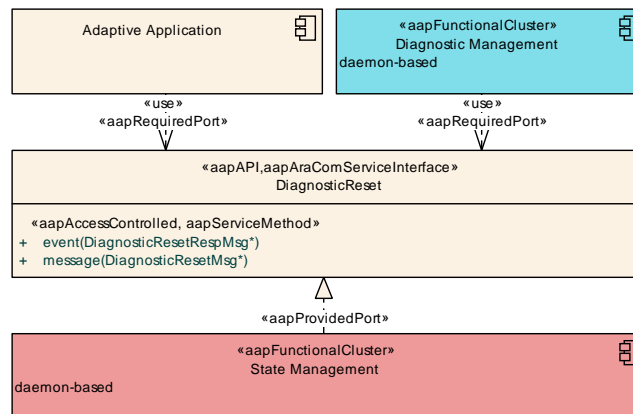 Adaptive Application
«aapFunctionalCluster»
Diagnostic Management
daemon-based
«use»
«aapRequiredPort»
«use»
«aapRequiredPort»
«aapAPI,aapAraComServiceInterface»
DiagnosticReset
«aapAccessControlled, aapServiceMethod»
+ event(DiagnosticResetRespMsg*)
+ message(DiagnosticResetMsg*)
«aapProvidedPort»
«aapFunctionalCluster»
State Management
daemon-based